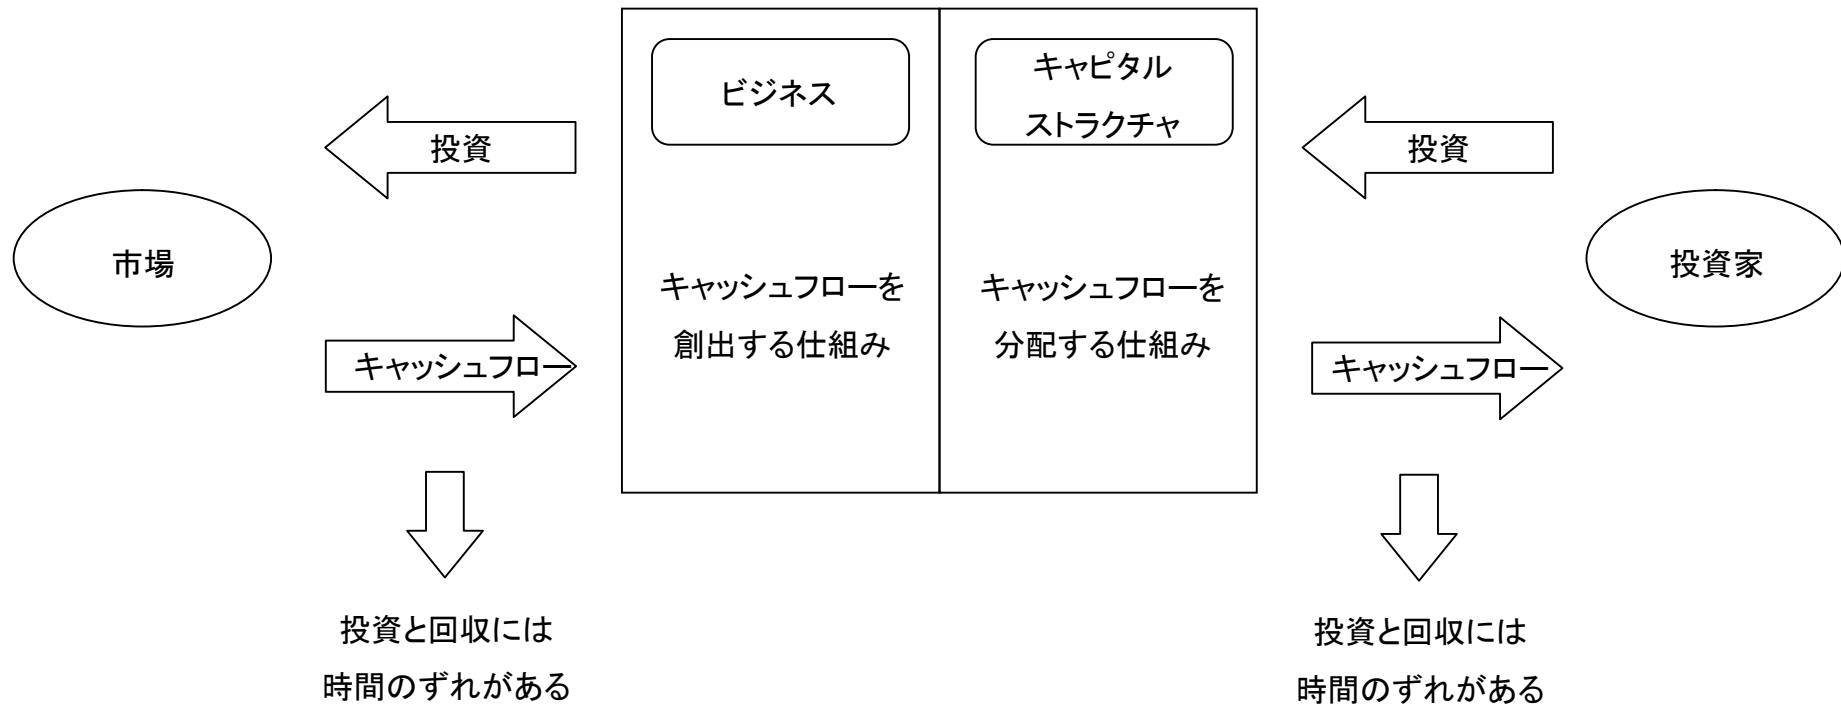 ビジネス
キャピタル
ストラクチャ
投資
投資
市場
投資家
キャッシュフローを
創出する仕組み
キャッシュフローを
分配する仕組み
キャッシュフロー
キャッシュフロー
投資と回収には
時間のずれがある
投資と回収には
時間のずれがある